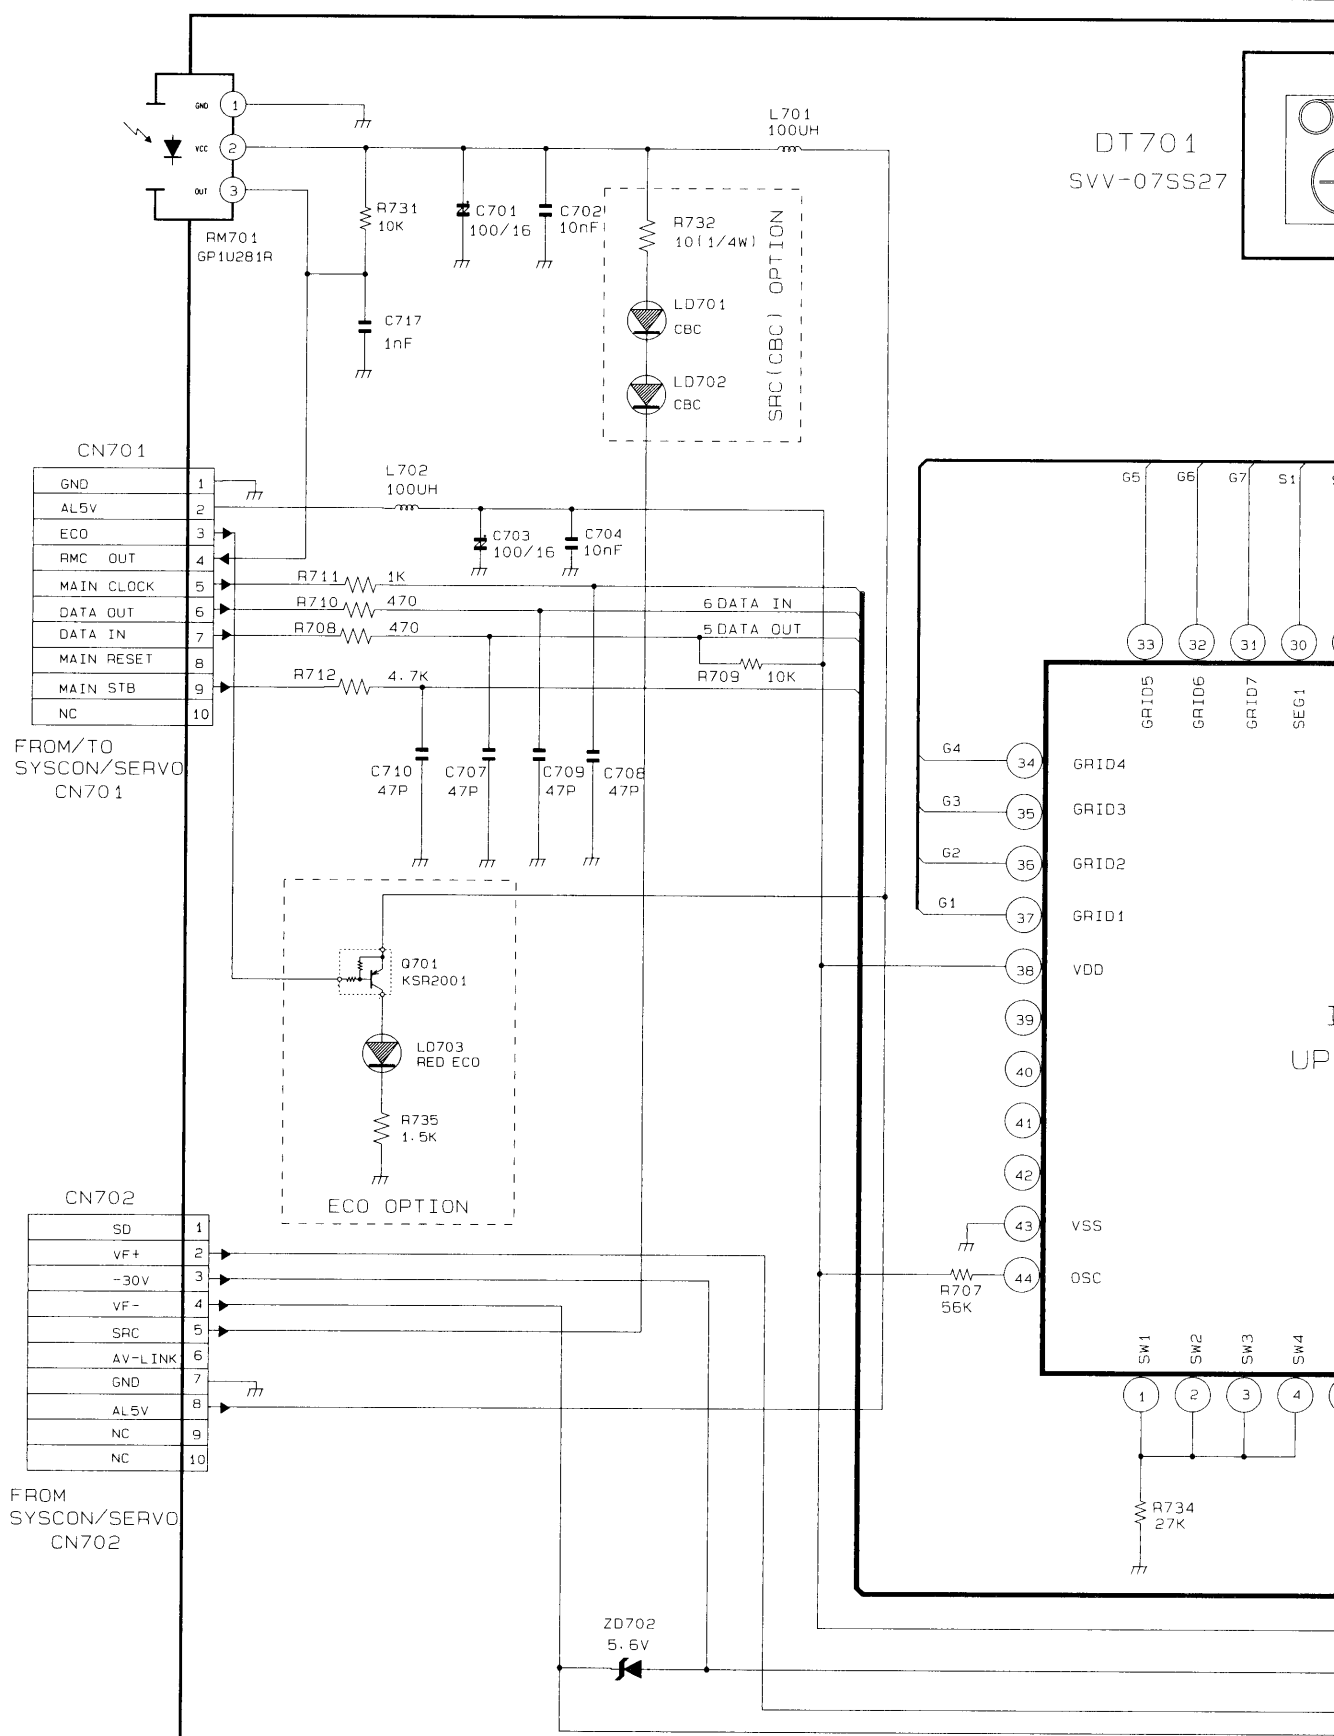 GND 1
VCC 2
OUT 3
RM701
GP1U281R
L701
100UH
DT701
SVV-07SS27
R731
10K
C701
100/16
C702
10nF
R732
10(1/4W)
LD701
CBC
LD702
CBC
SRC(CBC) OPTION
C717
1nF
CN701
GND 1
AL5V 2
ECO 3
RMC OUT 4
MAIN CLOCK 5
DATA OUT 6
DATA IN 7
MAIN RESET 8
MAIN STB 9
NC 10
FROM/TO
SYSCON/SERVO
CN701
L702
100UH
C703
100/16
C704
10nF
R711 1K
R710 470
R708 470
R712 4.7K
6 DATA IN
5 DATA OUT
R709 10K
C710
47P
C707
47P
C709
47P
C708
47P
Q701
KSR2001
LD703
RED ECO
R735
1.5K
ECO OPTION
G5 G6 G7 S1
33 32 31 30
GRID5 GRID6 GRID7 SEG1
G4 34 GRID4
G3 35 GRID3
G2 36 GRID2
G1 37 GRID1
38 VDD
39
40
41
42
43 VSS
44 OSC
UP
R707
56K
SW1 SW2 SW3 SW4
1 2 3 4
R734
27K
CN702
SD 1
VF+ 2
-30V 3
VF- 4
SRC 5
AV-LINK 6
GND 7
AL5V 8
NC 9
NC 10
FROM
SYSCON/SERVO
CN702
ZD702
5.6V